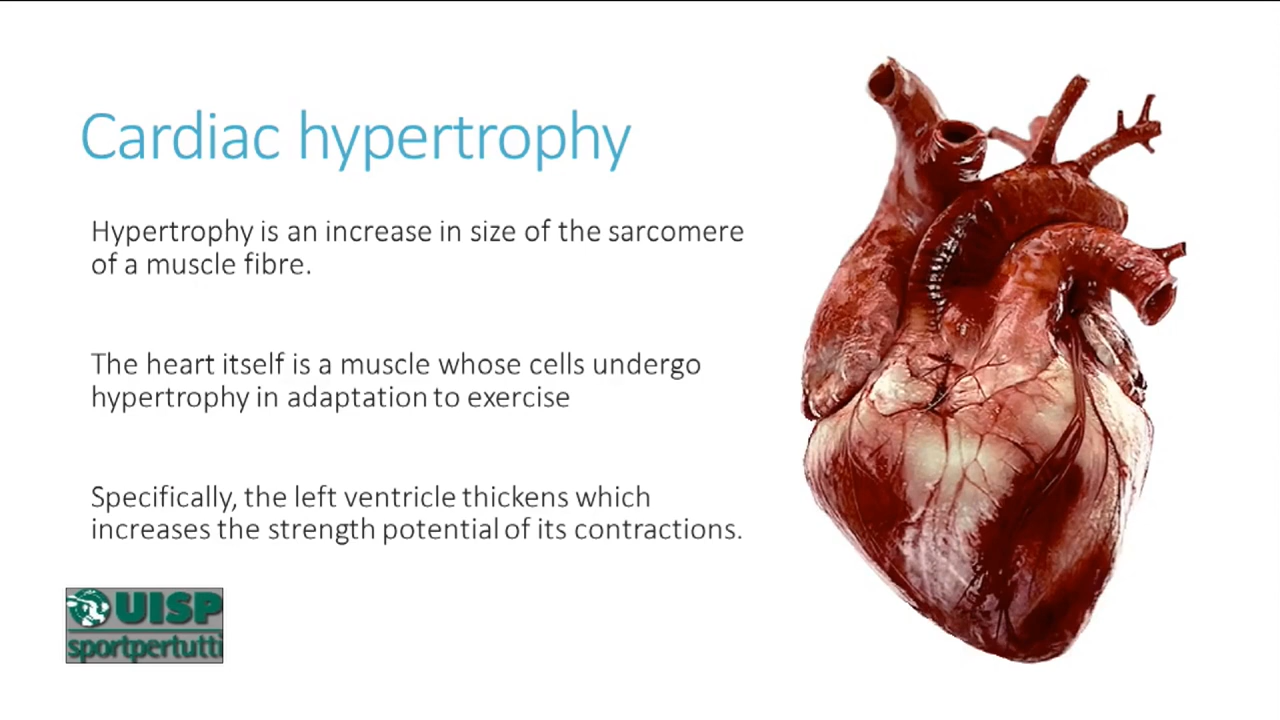 Cardiac hypertrophy
Hypertrophy is an increase in size of the sarcomere
of a muscle fibre.
The heart itself is a muscle whose cells undergo
hypertrophy in adaptation to exercise
Specifically, the left ventricle thickens which
increases the strength potential of its contractions.
UISP
sportpertutti